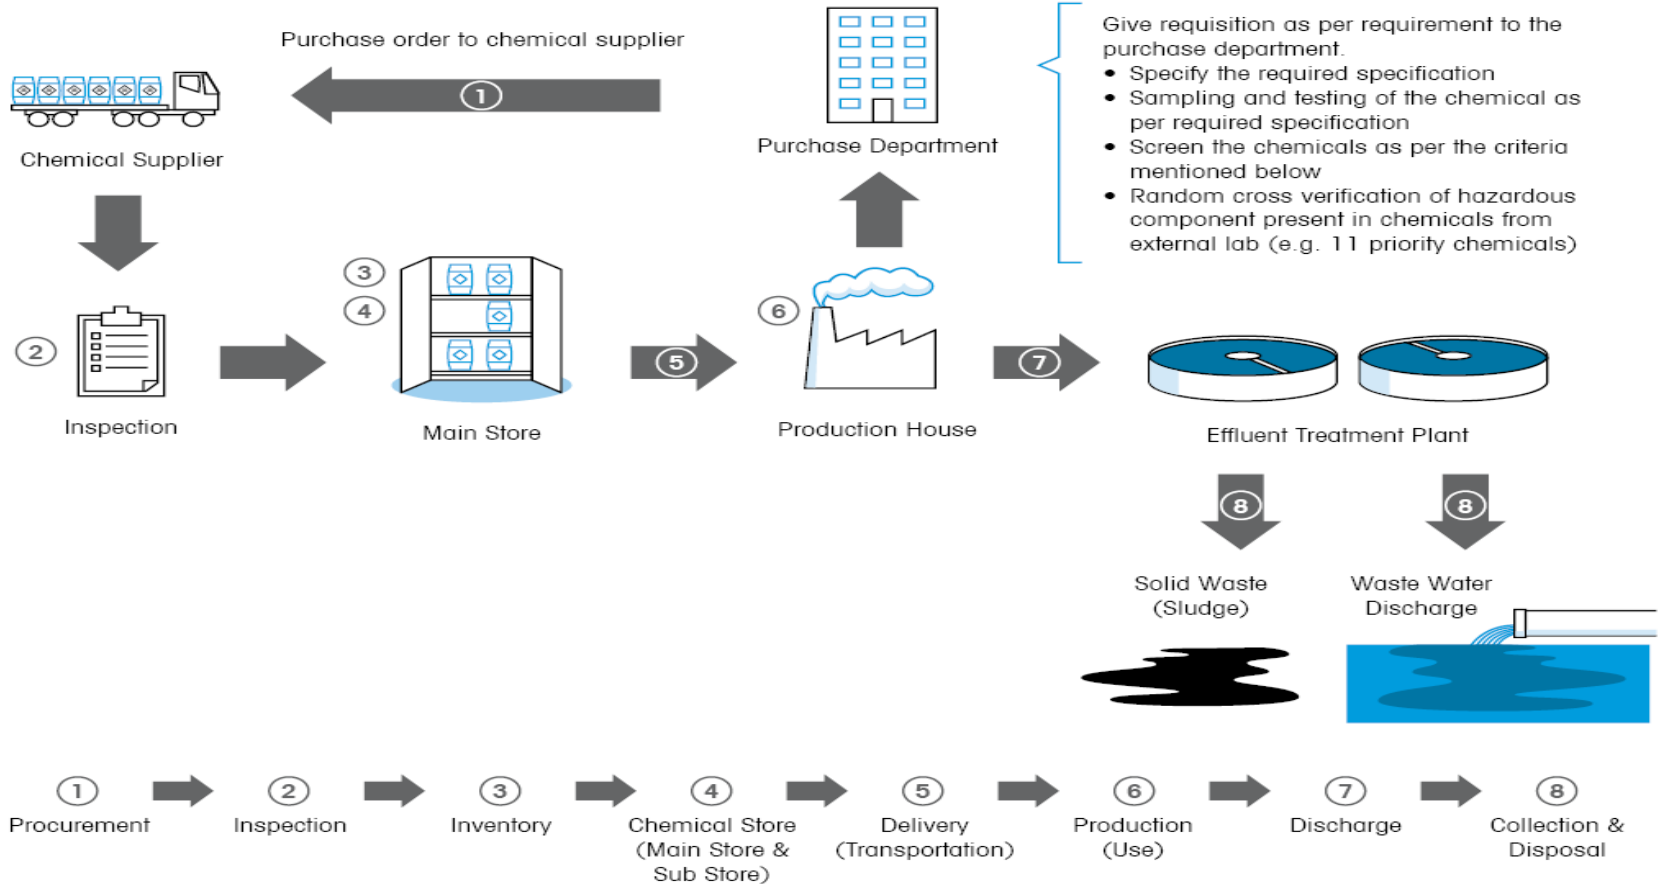 Purchase order to chemical supplier
1
Chemical Supplier
Purchase Department
Give requisition as per requirement to the
purchase department.
• Specify the required specification
• Sampling and testing of the chemical as
per required specification
• Screen the chemicals as per the criteria
mentioned below
• Random cross verification of hazardous
component present in chemicals from
external lab (e.g. 11 priority chemicals)
2
Inspection
3
4
Main Store
5
6
Production House
7
Effluent Treatment Plant
8
8
Solid Waste
(Sludge)
Waste Water
Discharge
1
Procurement
2
Inspection
3
Inventory
4
Chemical Store
(Main Store &
Sub Store)
5
Delivery
(Transportation)
6
Production
(Use)
7
Discharge
8
Collection &
Disposal